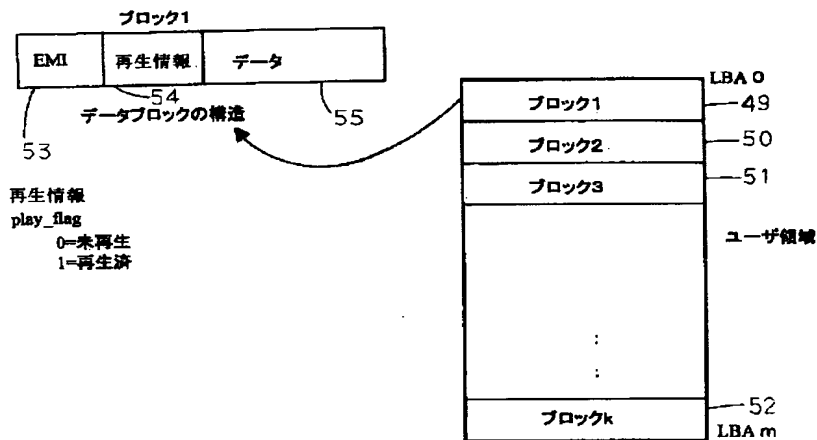 ブロック1
EMI 再生情報 データ
53 54 55
データブロックの構造
再生情報
play_flag
0=未再生
1=再生済
LBA 0
ブロック1 49
ブロック2 50
ブロック3 51
ユーザ領域
:
:
ブロックk 52
LBA m